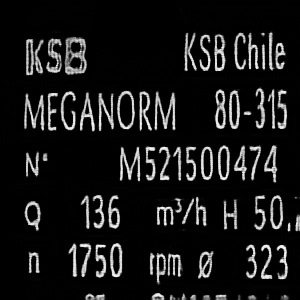 KSB KSB Chile
MEGANORM 80-315
N° M521500474
Q 136 m³/h H 50.
n 1750 rpm Ø 323